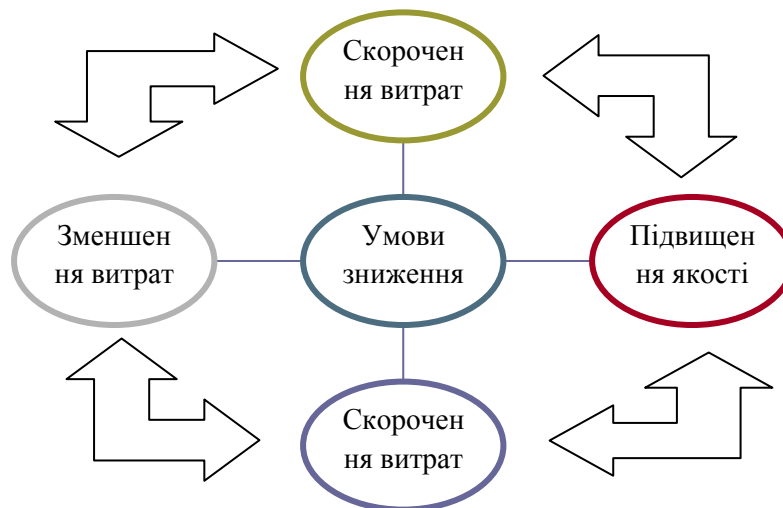 Скорочен
ня витрат
Зменшен
ня витрат
Умови
зниження
Підвищен
ня якості
Скорочен
ня витрат